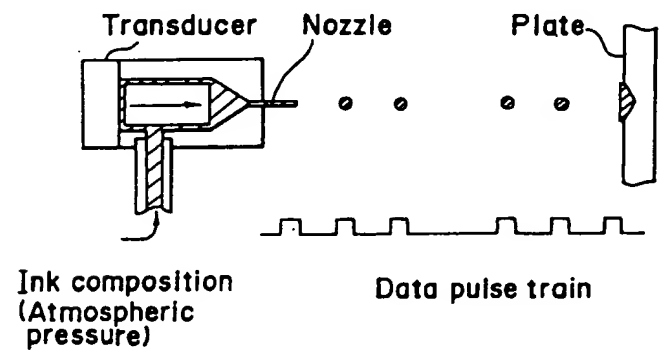 Transducer Nozzle Plate
Ink composition
(Atmospheric
pressure)
Data pulse train